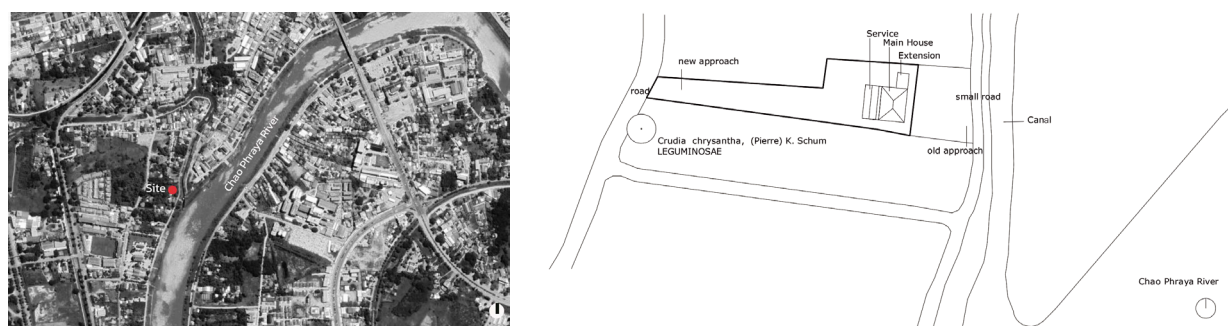 Site
Chao Phraya River
Service
Main House
Extension
new approach
road
small road
Canal
Crudia chrysantha, (Pierre) K. Schum
LEGUMINOSAE
old approach
Chao Phraya River